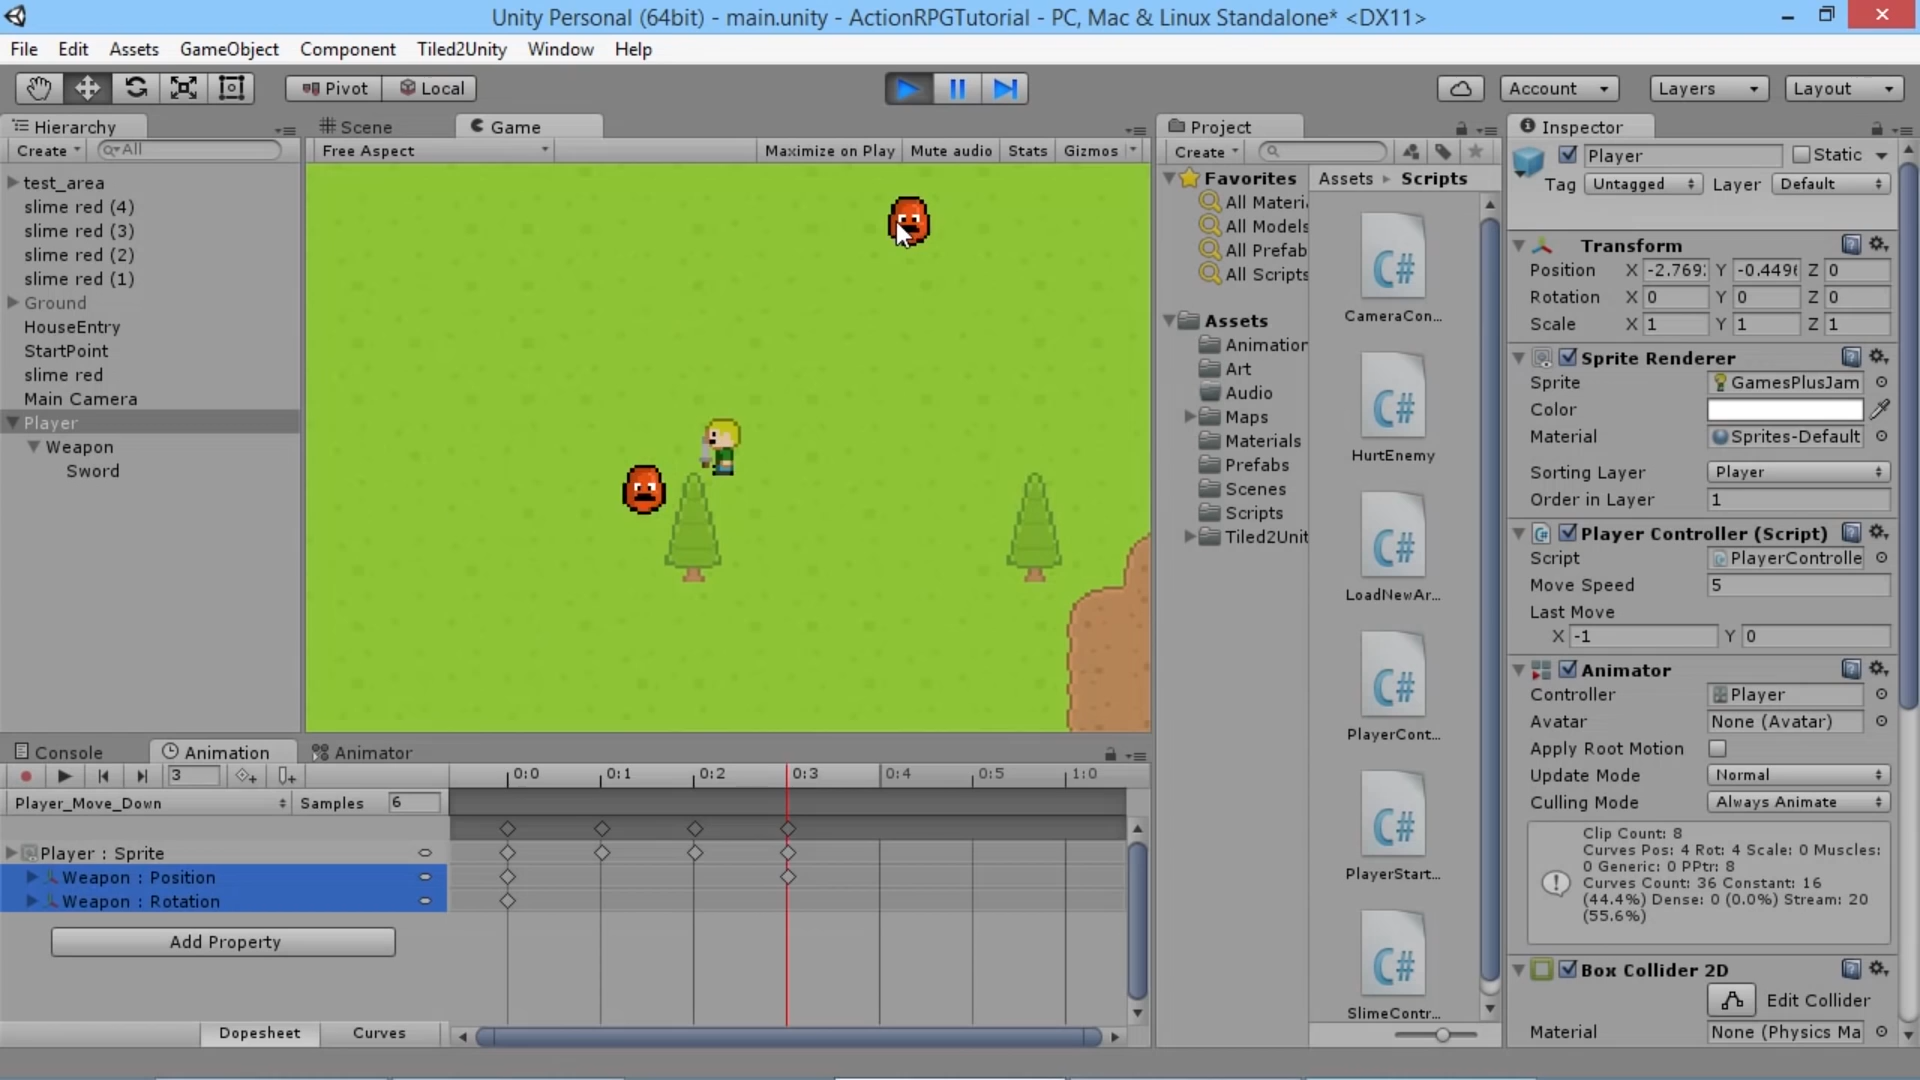 Unity Personal (64bit) - main.unity - ActionRPGTutorial - PC, Mac & Linux Standalone* <DX11>
File Edit Assets GameObject Component Tiled2Unity Window Help
Pivot Local Account Layers Layout
Hierarchy
Create All
test_area
slime red (4)
slime red (3)
slime red (2)
slime red (1)
Ground
HouseEntry
StartPoint
slime red
Main Camera
Player
Weapon
Sword
Scene Game
Free Aspect Maximize on Play Mute audio Stats Gizmos
Console Animation Animator
3 0:0 0:1 0:2 0:3 0:4 0:5 1:0
Player_Move_Down Samples 6
Player : Sprite
Weapon : Position
Weapon : Rotation
Add Property
Dopesheet Curves
Project
Create
Favorites
All Materi
All Models
All Prefab
All Scripts
Assets
Animation
Art
Audio
Maps
Materials
Prefabs
Scenes
Scripts
Tiled2Unit
Assets Scripts
C#
CameraCon...
C#
HurtEnemy
C#
LoadNewAr...
C#
PlayerCont...
C#
PlayerStart...
C#
SlimeContr...
Inspector
Player Static
Tag Untagged Layer Default
Transform
Position X -2.769: Y -0.449( Z 0
Rotation X 0 Y 0 Z 0
Scale X 1 Y 1 Z 1
Sprite Renderer
Sprite GamesPlusJam
Color
Material Sprites-Default
Sorting Layer Player
Order in Layer 1
Player Controller (Script)
Script PlayerControlle
Move Speed 5
Last Move
X -1 Y 0
Animator
Controller Player
Avatar None (Avatar)
Apply Root Motion
Update Mode Normal
Culling Mode Always Animate
Clip Count: 8
Curves Pos: 4 Rot: 4 Scale: 0 Muscles:
0 Generic: 0 PPtr: 8
Curves Count: 36 Constant: 16
(44.4%) Dense: 0 (0.0%) Stream: 20
(55.6%)
Box Collider 2D
Edit Collider
Material None (Physics Ma